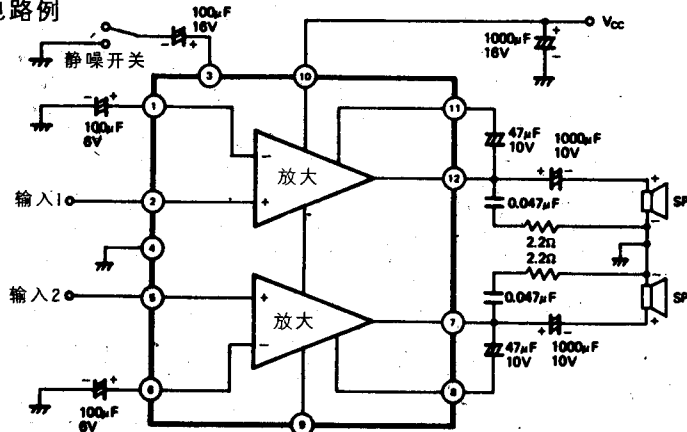 电路例
100μF
16V
静噪开关
1000μF
16V
Vcc
3
10
1
100μF
6V
11
47μF
10V
1000μF
10V
放大
12
输入1
2
0.047μF
SP
2.2Ω
4
2.2Ω
输入2
5
放大
0.047μF
SP
7
47μF
10V
1000μF
10V
6
8
100μF
6V
9